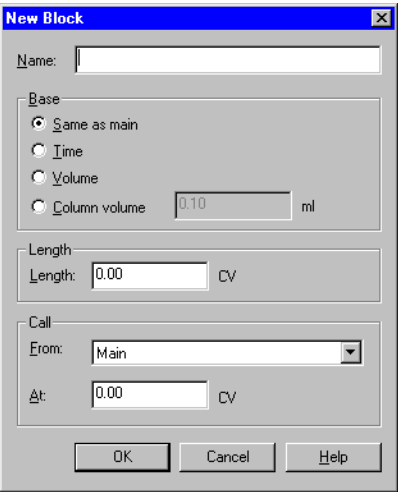 New Block
Name:
Base
Same as main
Time
Volume
Column volume 0.10 ml
Length
Length: 0.00 CV
Call
From: Main
At: 0.00 CV
OK Cancel Help